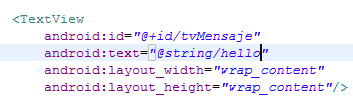 <TextView
android:id="@+id/tvMensaje"
android:text="@string/hello"
android:layout_width="wrap_content"
android:layout_height="wrap_content"/>